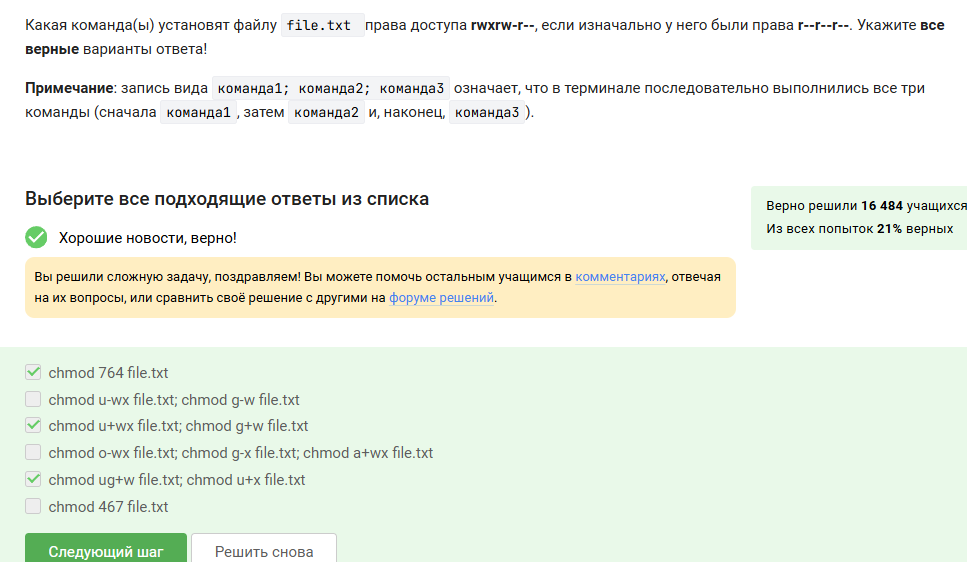 Какая команда(ы) установят файлу file.txt права доступа rwxrw-r--, если изначально у него были права r--r--r--. Укажите все
верные варианты ответа!
Примечание: запись вида команда1; команда2; команда3 означает, что в терминале последовательно выполнились все три
команды (сначала команда1, затем команда2 и, наконец, команда3).
Выберите все подходящие ответы из списка
Верно решили 16 484 учащихся
Из всех попыток 21% верных
Хорошие новости, верно!
Вы решили сложную задачу, поздравляем! Вы можете помочь остальным учащимся в комментариях, отвечая
на их вопросы, или сравнить своё решение с другими на форуме решений.
chmod 764 file.txt
chmod u-wx file.txt; chmod g-w file.txt
chmod u+wx file.txt; chmod g+w file.txt
chmod o-wx file.txt; chmod g-x file.txt; chmod a+wx file.txt
chmod ug+w file.txt; chmod u+x file.txt
chmod 467 file.txt
Следующий шаг
Решить снова